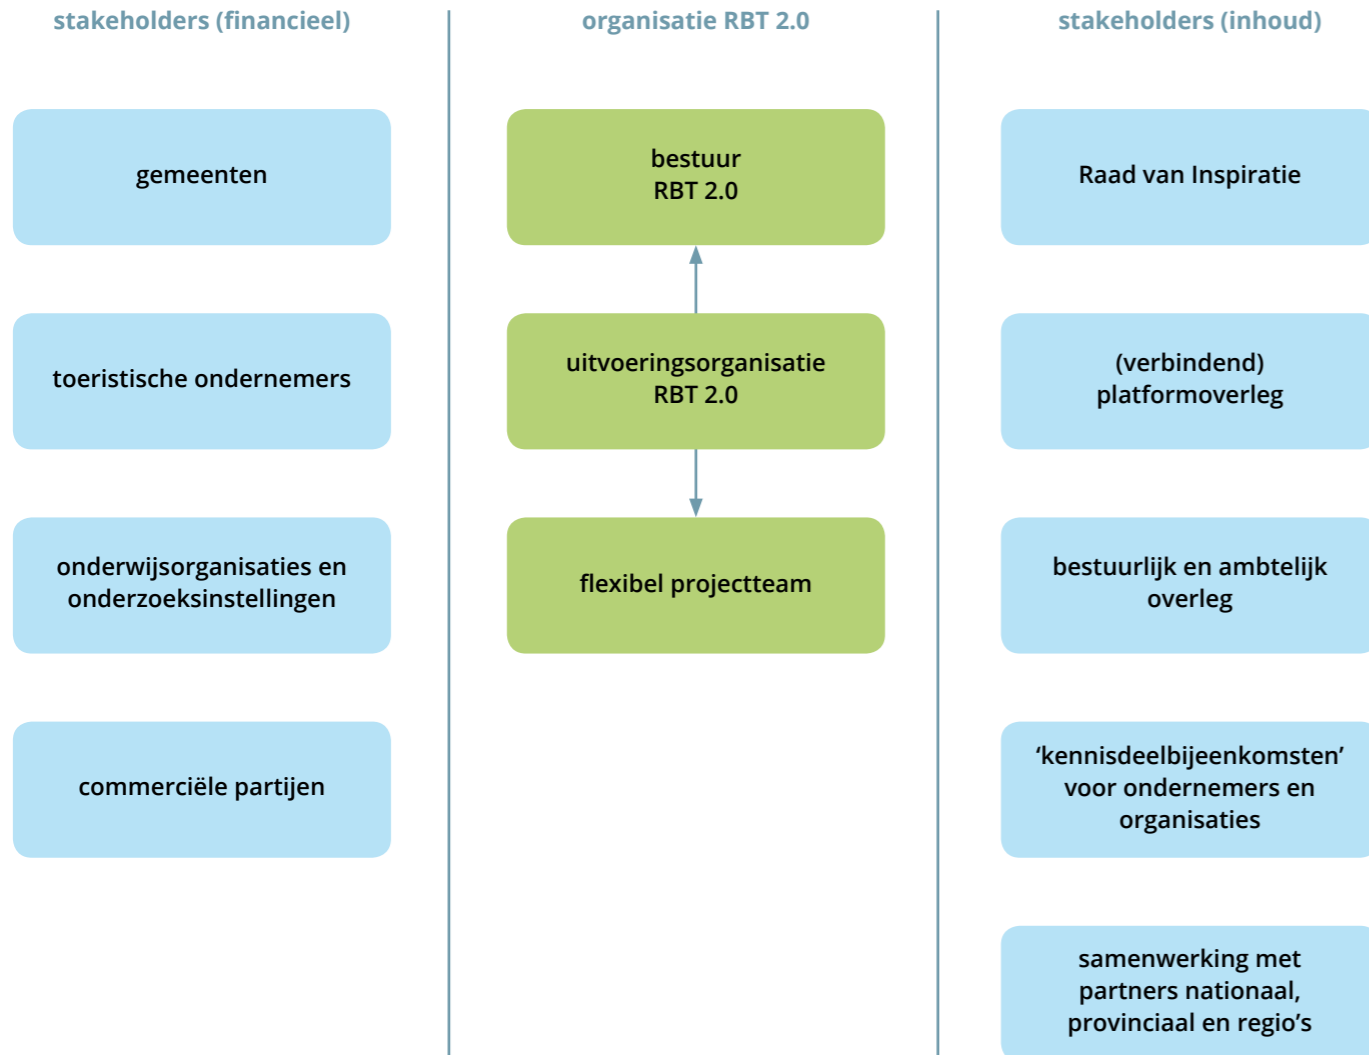 stakeholders (financieel)
gemeenten
toeristische ondernemers
onderwijsorganisaties en
onderzoeksinstellingen
commerciële partijen
organisatie RBT 2.0
bestuur
RBT 2.0
uitvoeringsorganisatie
RBT 2.0
flexibel projectteam
stakeholders (inhoud)
Raad van Inspiratie
(verbindend)
platformoverleg
bestuurlijk en ambtelijk
overleg
‘kennisdeelbijeenkomsten’
voor ondernemers en
organisaties
samenwerking met
partners nationaal,
provinciaal en regio’s